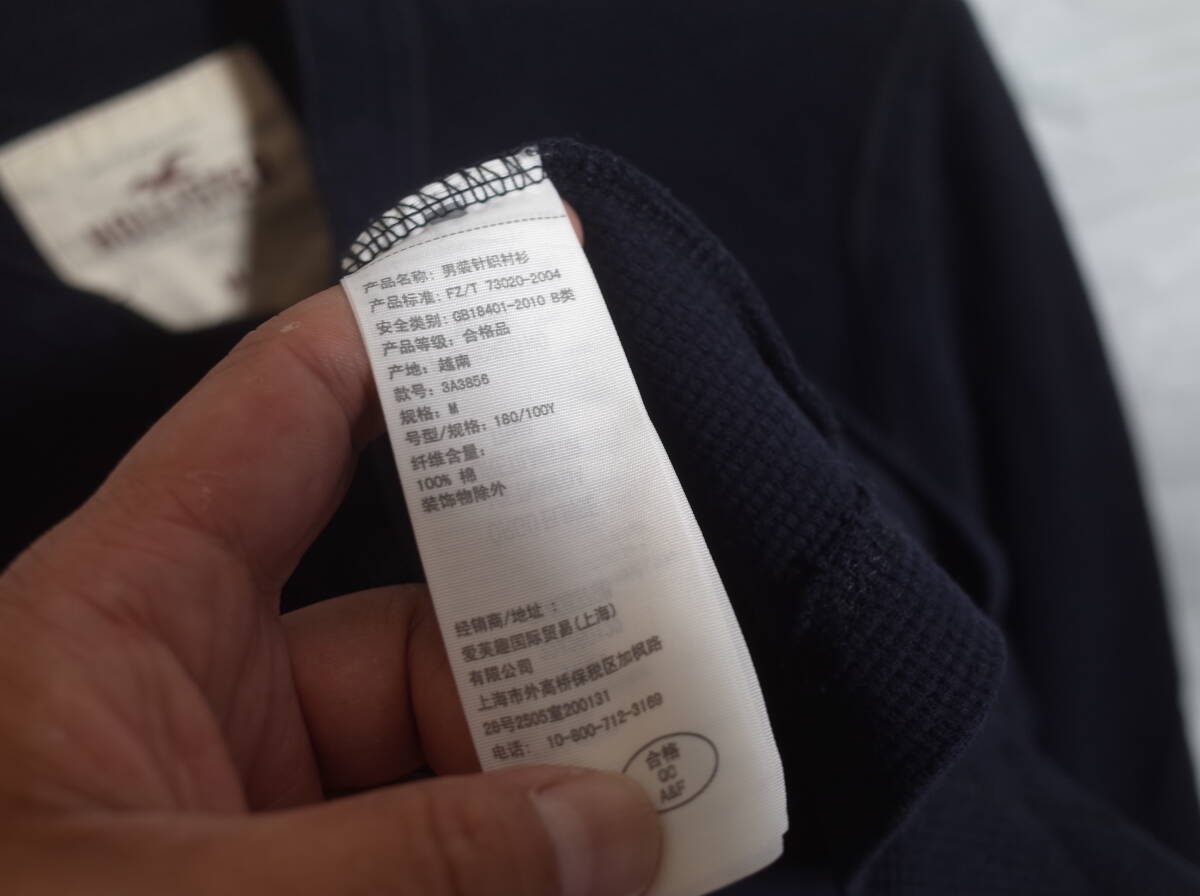 HOLLISTER
产品名称: 男装针织衬衫
产品标准: FZ/T 73020-2004
安全类别: GB18401-2010 B类
产品等级: 合格品
产地: 越南
款号: 3A3856
规格: M
号型/规格: 180/100Y
纤维含量:
100% 棉
装饰物除外
经销商/地址 :
爱芙趣国际贸易(上海)
有限公司
上海市外高桥保税区加枫路
28号2505室200131
电话: 10-800-712-3169
合格
QC
A&F